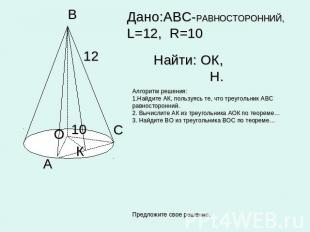 В
Дано:АВС-РАВНОСТОРОННИЙ,
L=12, R=10
12
Найти: ОК,
Н.
Алгоритм решения:
1.Найдите АК, пользуясь те, что треугольник АВС
равносторонний.
2. Вычислите АК из треугольника АОК по теореме…
3. Найдите ВО из треугольника ВОС по теореме…
О 10 С
К
А
Предложите свое решение.
PPt4WEB.ru